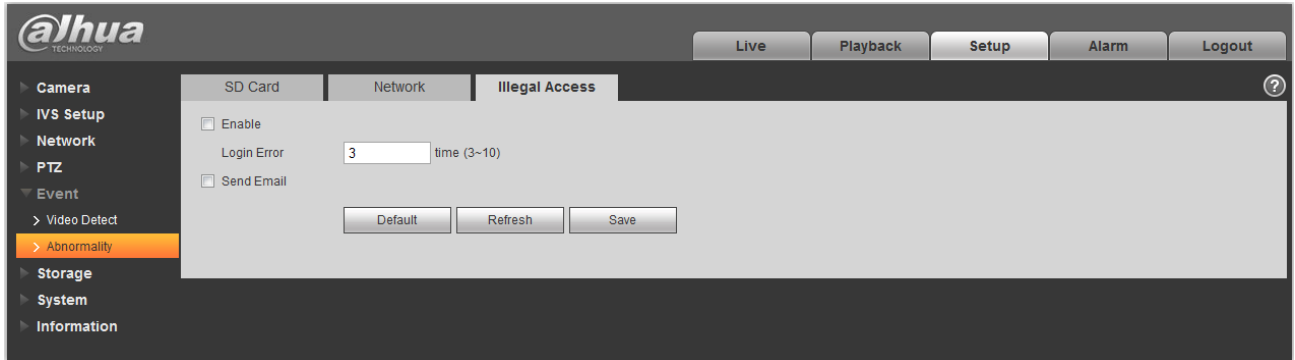 alhua
TECHNOLOGY
Live Playback Setup Alarm Logout
Camera
IVS Setup
Network
PTZ
Event
Video Detect
Abnormality
Storage
System
Information
SD Card Network Illegal Access ?
Enable
Login Error 3 time (3~10)
Send Email
Default Refresh Save